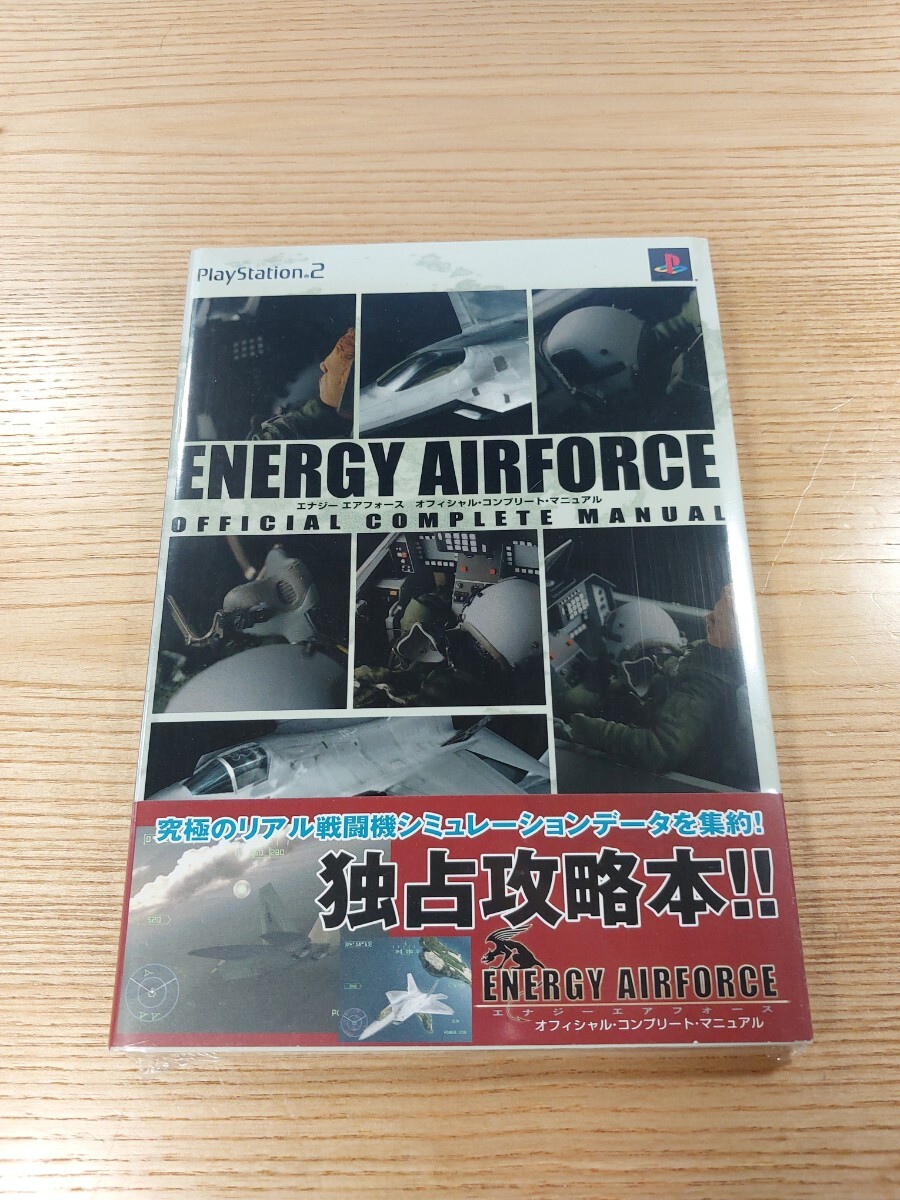 PlayStation®2
ENERGY AIRFORCE
エナジー エアフォース オフィシャル・コンプリート・マニュアル
OFFICIAL COMPLETE MANUAL
究極のリアル戦闘機シミュレーションデータを集約!
独占攻略本!!
ENERGY AIRFORCE
エナジーエアフォース
オフィシャル・コンプリート・マニュアル